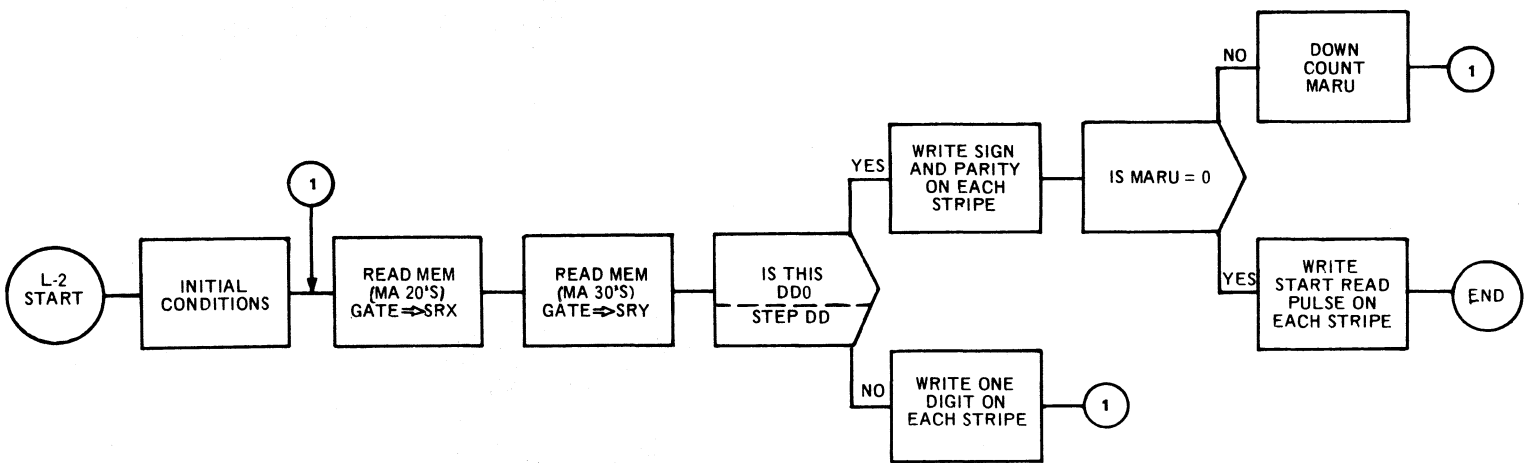 L-2
START
INITIAL
CONDITIONS
1
READ MEM
(MA 20'S)
GATE⇒SRX
READ MEM
(MA 30'S)
GATE⇒SRY
IS THIS
DD0
STEP DD
YES
WRITE SIGN
AND PARITY
ON EACH
STRIPE
IS MARU = 0
NO
DOWN
COUNT
MARU
1
YES
WRITE
START READ
PULSE ON
EACH STRIPE
END
NO
WRITE ONE
DIGIT ON
EACH STRIPE
1